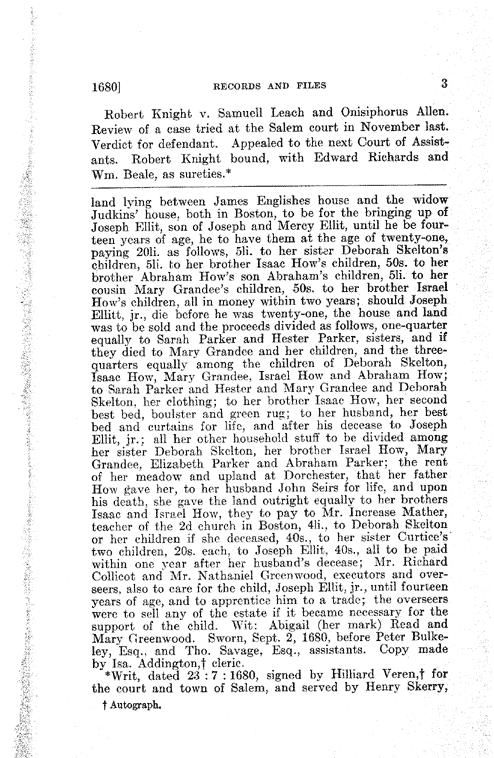 1680] RECORDS AND FILES 3
Robert Knight v. Samuell Leach and Onisiphorus Allen.
Review of a case tried at the Salem court in November last.
Verdict for defendant. Appealed to the next Court of Assist-
ants. Robert Knight bound, with Edward Richards and
Wm. Beale, as sureties.*
land lying between James Englishes house and the widow
Judkins' house, both in Boston, to be for the bringing up of
Joseph Ellit, son of Joseph and Mercy Ellit, until he be four-
teen years of age, he to have them at the age of twenty-one,
paying 20li. as follows, 5li. to her sister Deborah Skelton's
children, 5li. to her brother Isaac How's children, 50s. to her
brother Abraham How's son Abraham's children, 5li. to her
cousin Mary Grandee's children, 50s. to her brother Israel
How's children, all in money within two years; should Joseph
Ellitt, jr., die before he was twenty-one, the house and land
was to be sold and the proceeds divided as follows, one-quarter
equally to Sarah Parker and Hester Parker, sisters, and if
they died to Mary Grandee and her children, and the three-
quarters equally among the children of Deborah Skelton,
Isaac How, Mary Grandee, Israel How and Abraham How;
to Sarah Parker and Hester and Mary Grandee and Deborah
Skelton, her clothing; to her brother Isaac How, her second
best bed, boulster and green rug; to her husband, her best
bed and curtains for life, and after his decease to Joseph
Ellit, jr.; all her other household stuff to be divided among
her sister Deborah Skelton, her brother Israel How, Mary
Grandee, Elizabeth Parker and Abraham Parker; the rent
of her meadow and upland at Dorchester, that her father
How gave her, to her husband John Seirs for life, and upon
his death, she gave the land outright equally to her brothers
Isaac and Israel How, they to pay to Mr. Increase Mather,
teacher of the 2d church in Boston, 4li., to Deborah Skelton
or her children if she deceased, 40s., to her sister Curtice's
two children, 20s. each, to Joseph Ellit, 40s., all to be paid
within one year after her husband's decease; Mr. Richard
Collicot and Mr. Nathaniel Greenwood, executors and over-
seers, also to care for the child, Joseph Ellit, jr., until fourteen
years of age, and to apprentice him to a trade; the overseers
were to sell any of the estate if it became necessary for the
support of the child. Wit: Abigail (her mark) Read and
Mary Greenwood. Sworn, Sept. 2, 1680, before Peter Bulke-
ley, Esq., and Tho. Savage, Esq., assistants. Copy made
by Isa. Addington,† cleric.
*Writ, dated 23 : 7 : 1680, signed by Hilliard Veren,† for
the court and town of Salem, and served by Henry Skerry,
† Autograph.